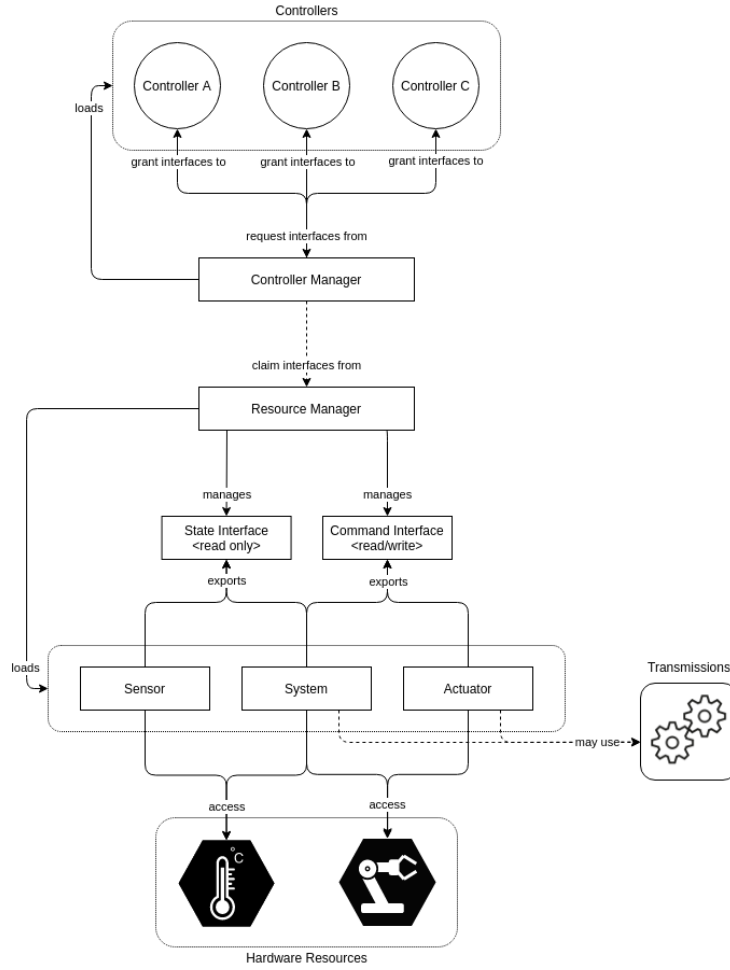 Controllers
Controller A
Controller B
Controller C
loads
grant interfaces to
grant interfaces to
grant interfaces to
request interfaces from
Controller Manager
claim interfaces from
Resource Manager
manages
manages
State Interface
<read only>
Command Interface
<read/write>
exports
exports
loads
Sensor
System
Actuator
Transmissions
may use
access
access
°C
Hardware Resources